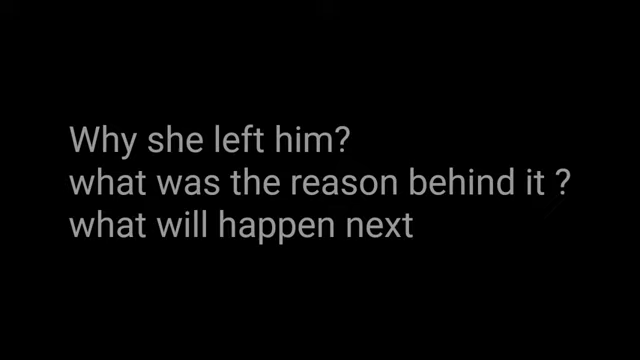 Why she left him?
what was the reason behind it ?
what will happen next